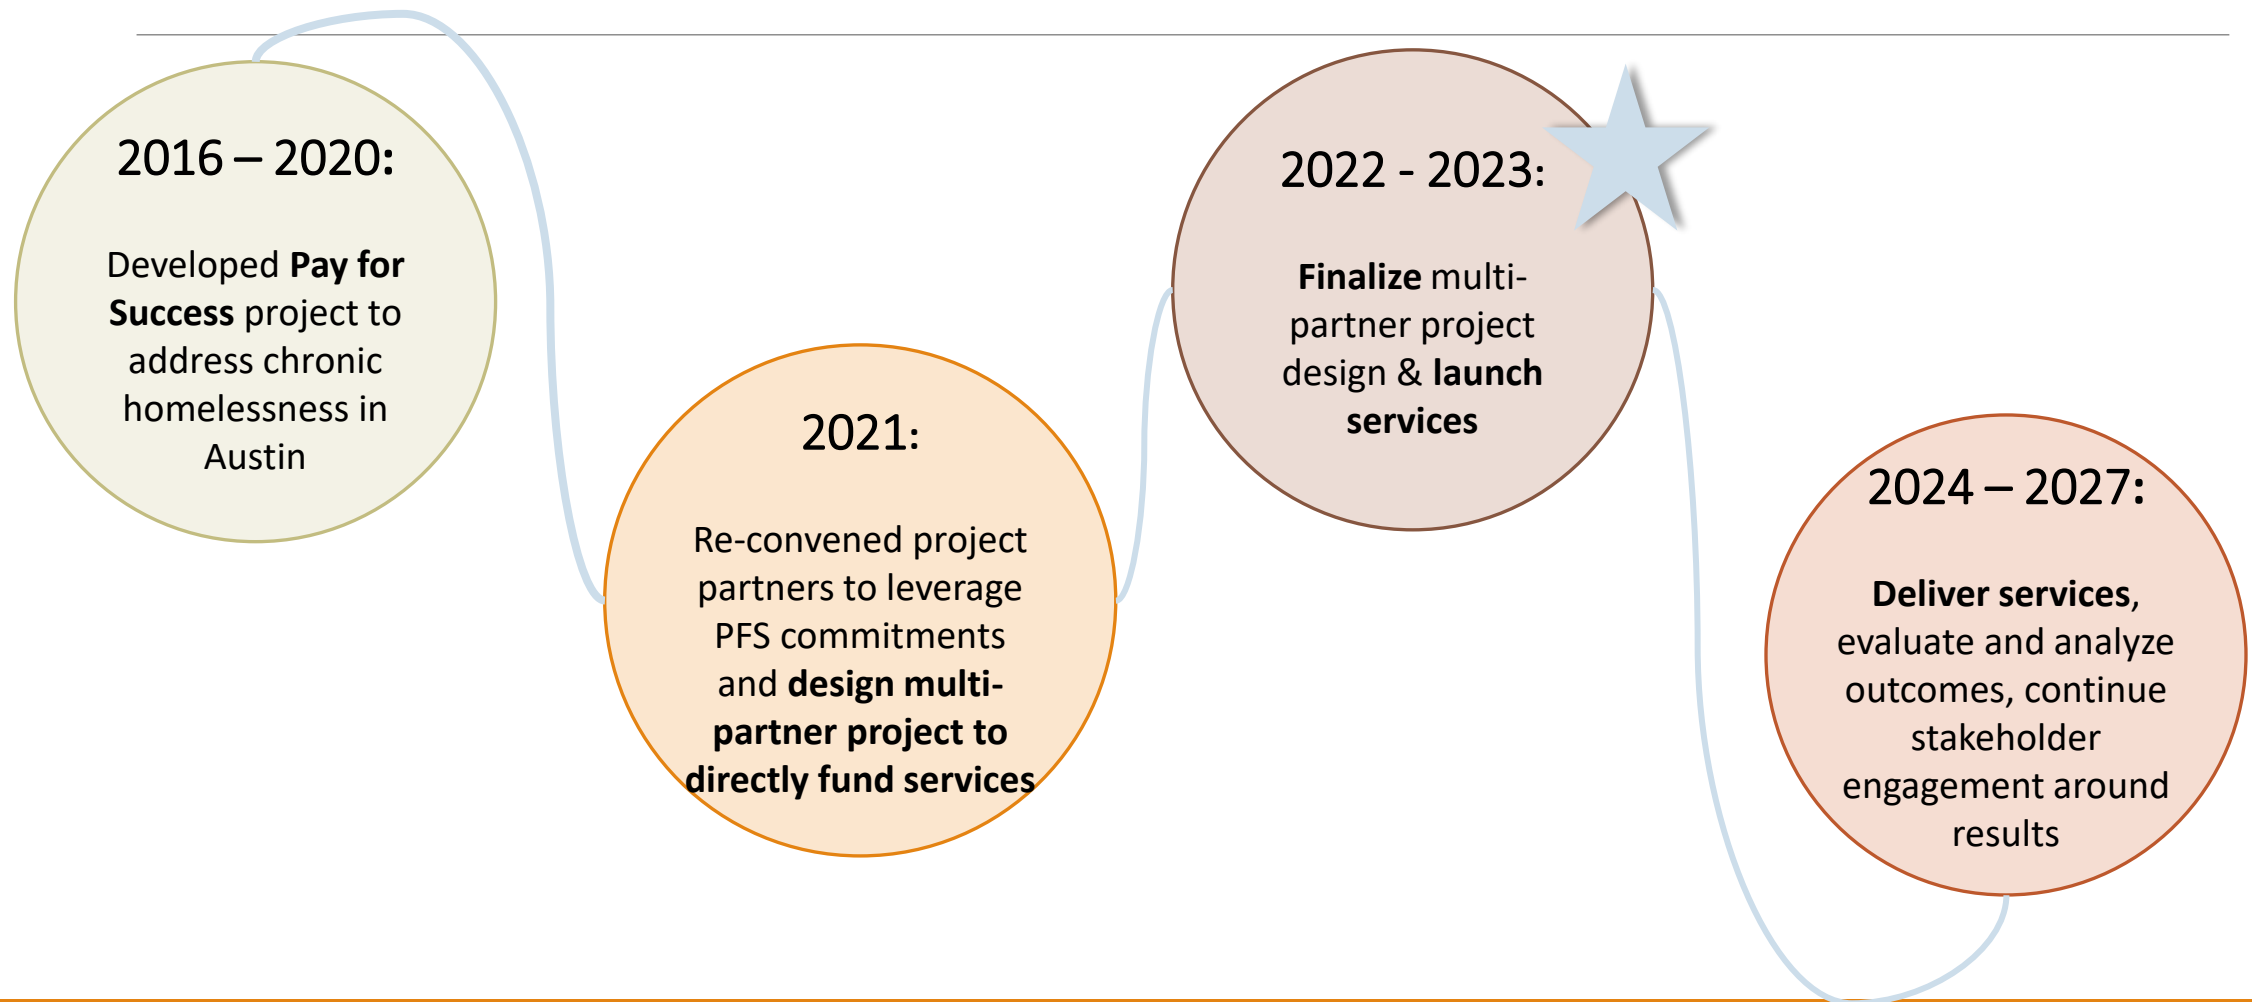 2016 – 2020:
Developed Pay for
Success project to
address chronic
homelessness in
Austin
2021:
Re-convened project
partners to leverage
PFS commitments
and design multi-
partner project to
directly fund services
2022 - 2023:
Finalize multi-
partner project
design & launch
services
2024 – 2027:
Deliver services,
evaluate and analyze
outcomes, continue
stakeholder
engagement around
results